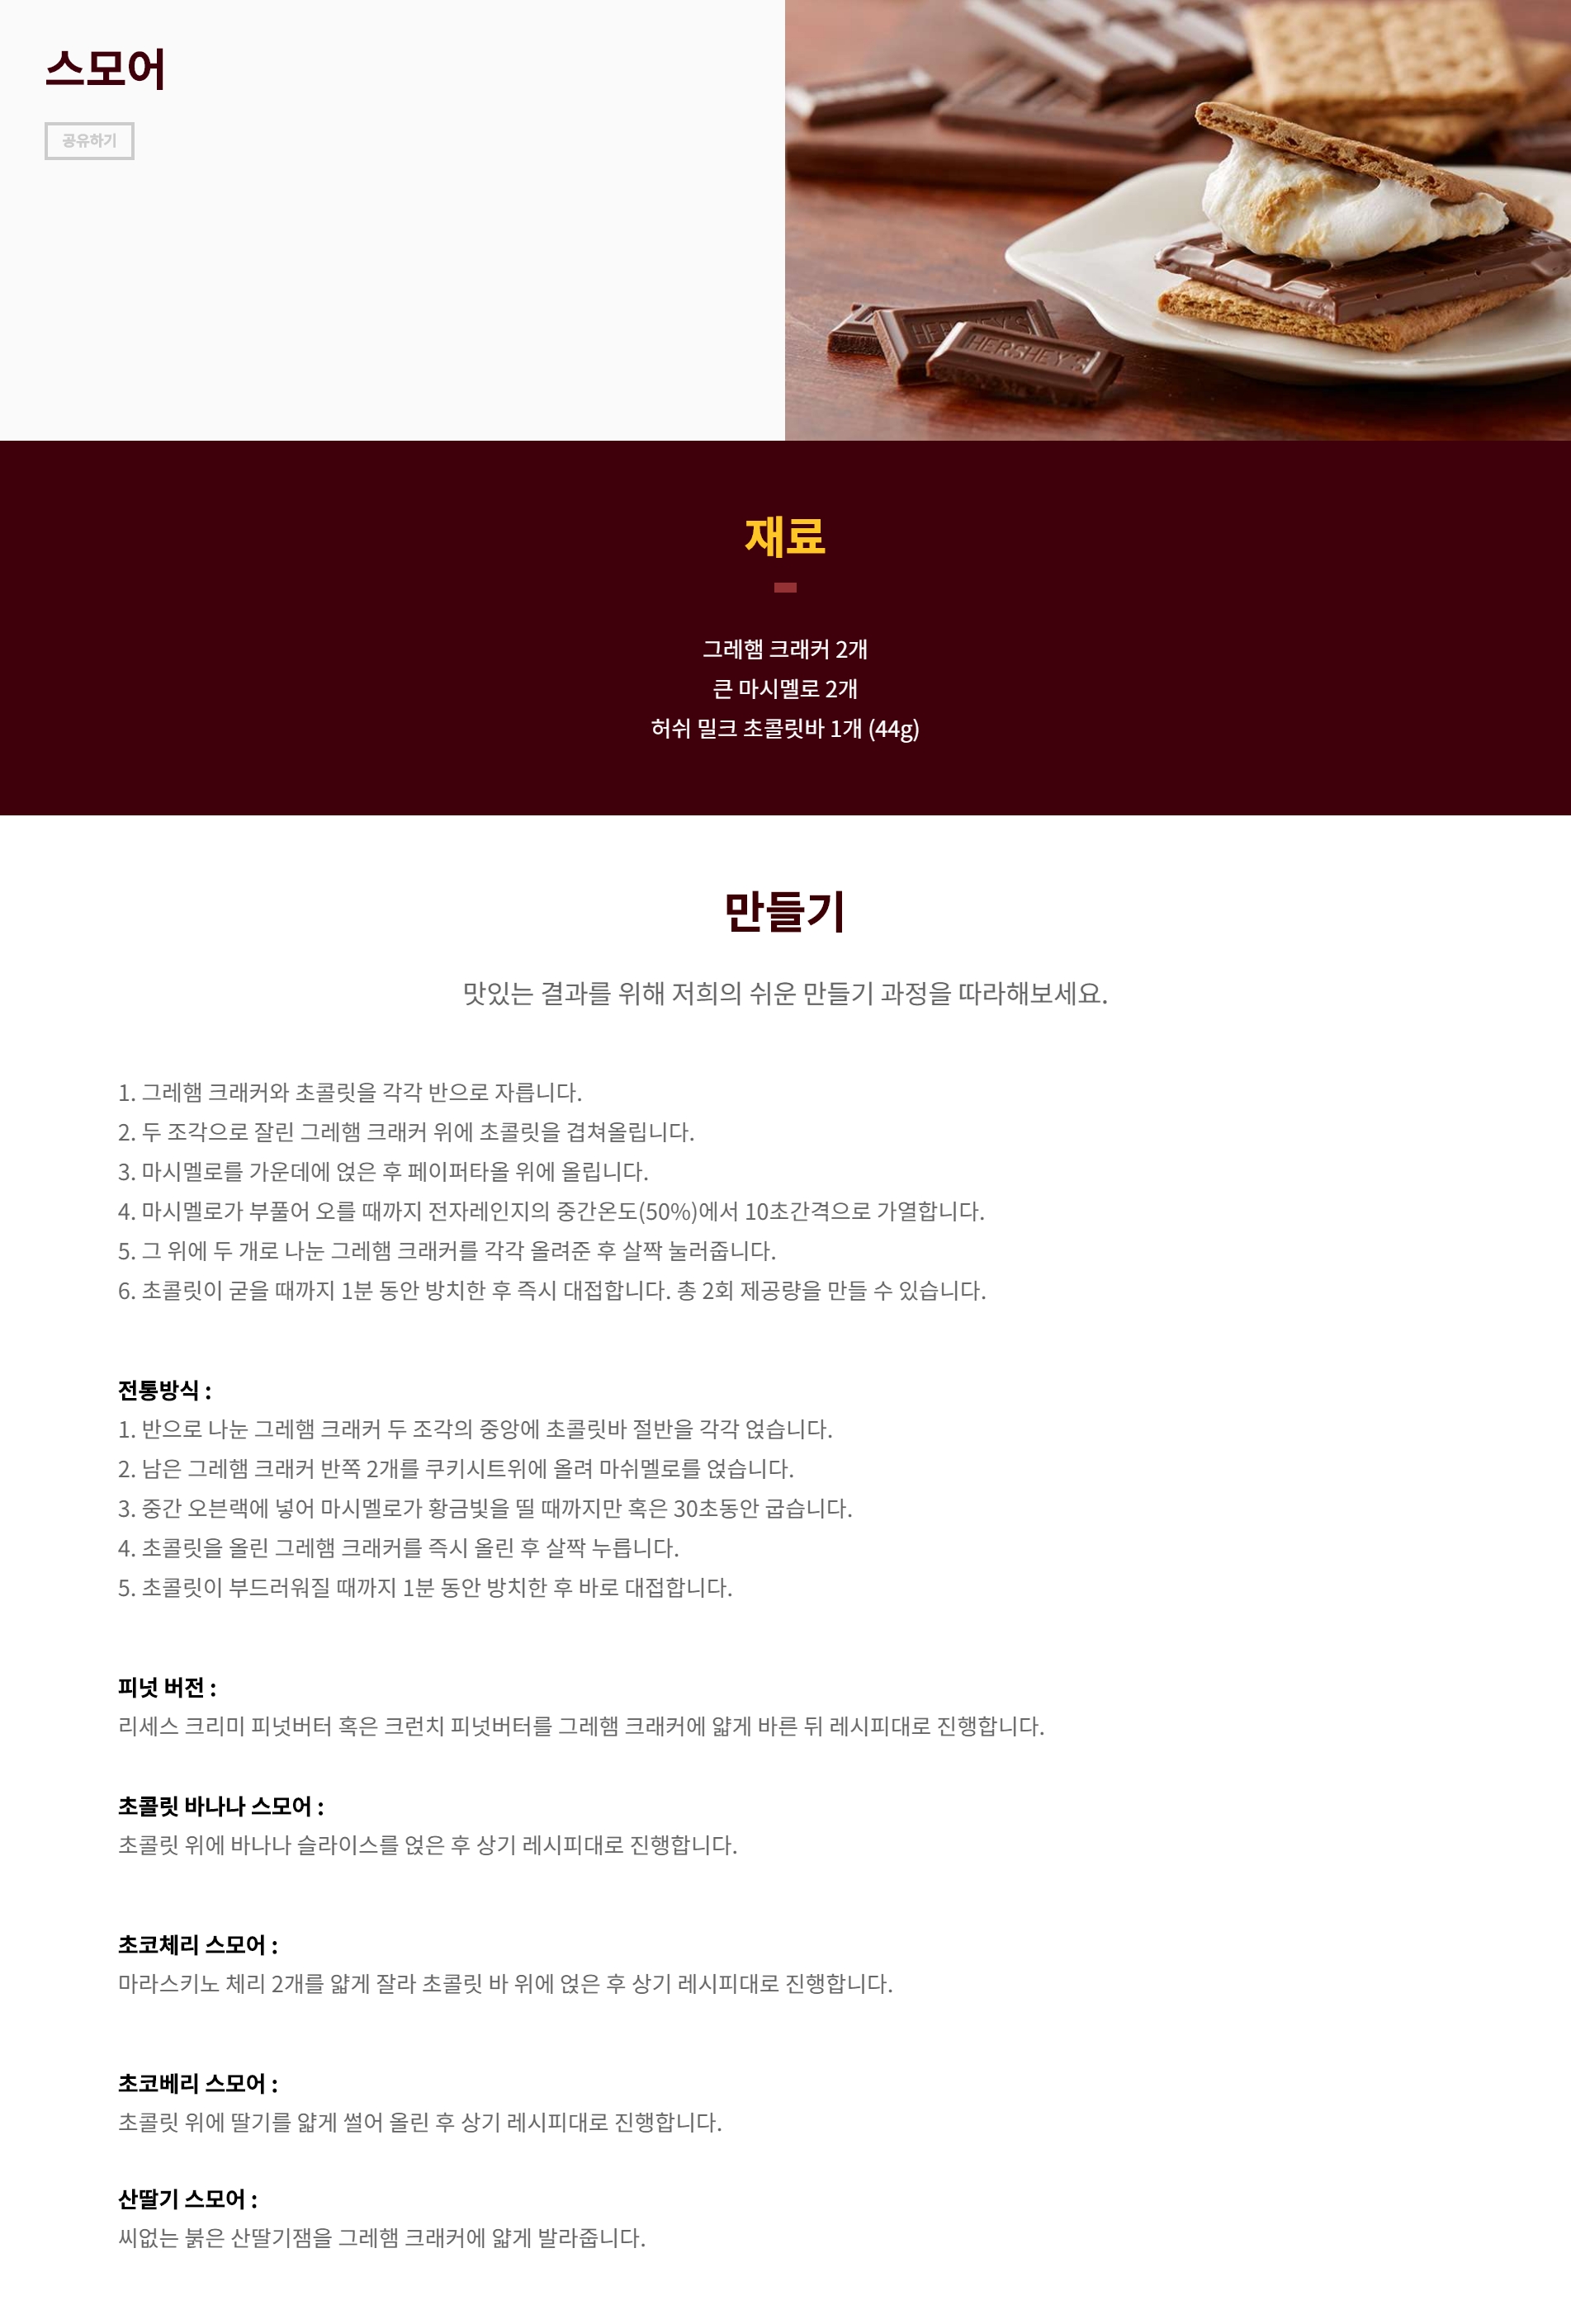 스모어
공유하기
HERSHEY'S
HERSHEY'S
재료
그레햄 크래커 2개
큰 마시멜로 2개
허쉬 밀크 초콜릿바 1개 (44g)
만들기
맛있는 결과를 위해 저희의 쉬운 만들기 과정을 따라해보세요.
1. 그레햄 크래커와 초콜릿을 각각 반으로 자릅니다.
2. 두 조각으로 잘린 그레햄 크래커 위에 초콜릿을 겹쳐올립니다.
3. 마시멜로를 가운데에 얹은 후 페이퍼타올 위에 올립니다.
4. 마시멜로가 부풀어 오를 때까지 전자레인지의 중간온도(50%)에서 10초간격으로 가열합니다.
5. 그 위에 두 개로 나눈 그레햄 크래커를 각각 올려준 후 살짝 눌러줍니다.
6. 초콜릿이 굳을 때까지 1분 동안 방치한 후 즉시 대접합니다. 총 2회 제공량을 만들 수 있습니다.
전통방식 :
1. 반으로 나눈 그레햄 크래커 두 조각의 중앙에 초콜릿바 절반을 각각 얹습니다.
2. 남은 그레햄 크래커 반쪽 2개를 쿠키시트위에 올려 마쉬멜로를 얹습니다.
3. 중간 오븐랙에 넣어 마시멜로가 황금빛을 띌 때까지만 혹은 30초동안 굽습니다.
4. 초콜릿을 올린 그레햄 크래커를 즉시 올린 후 살짝 누릅니다.
5. 초콜릿이 부드러워질 때까지 1분 동안 방치한 후 바로 대접합니다.
피넛 버전 :
리세스 크리미 피넛버터 혹은 크런치 피넛버터를 그레햄 크래커에 얇게 바른 뒤 레시피대로 진행합니다.
초콜릿 바나나 스모어 :
초콜릿 위에 바나나 슬라이스를 얹은 후 상기 레시피대로 진행합니다.
초코체리 스모어 :
마라스키노 체리 2개를 얇게 잘라 초콜릿 바 위에 얹은 후 상기 레시피대로 진행합니다.
초코베리 스모어 :
초콜릿 위에 딸기를 얇게 썰어 올린 후 상기 레시피대로 진행합니다.
산딸기 스모어 :
씨없는 붉은 산딸기잼을 그레햄 크래커에 얇게 발라줍니다.